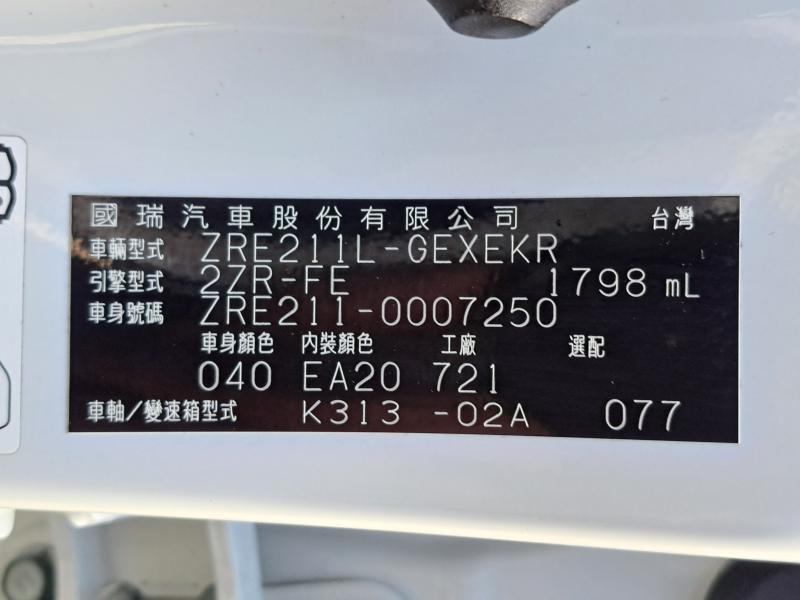 國瑞汽車股份有限公司 台灣
車輛型式 ZRE211L-GEXEKR
引擎型式 2ZR-FE 1798 mL
車身號碼 ZRE211-0007250
車身顏色 內裝顏色 工廠 選配
040 EA20 721
車軸/變速箱型式 K313 -02A 077